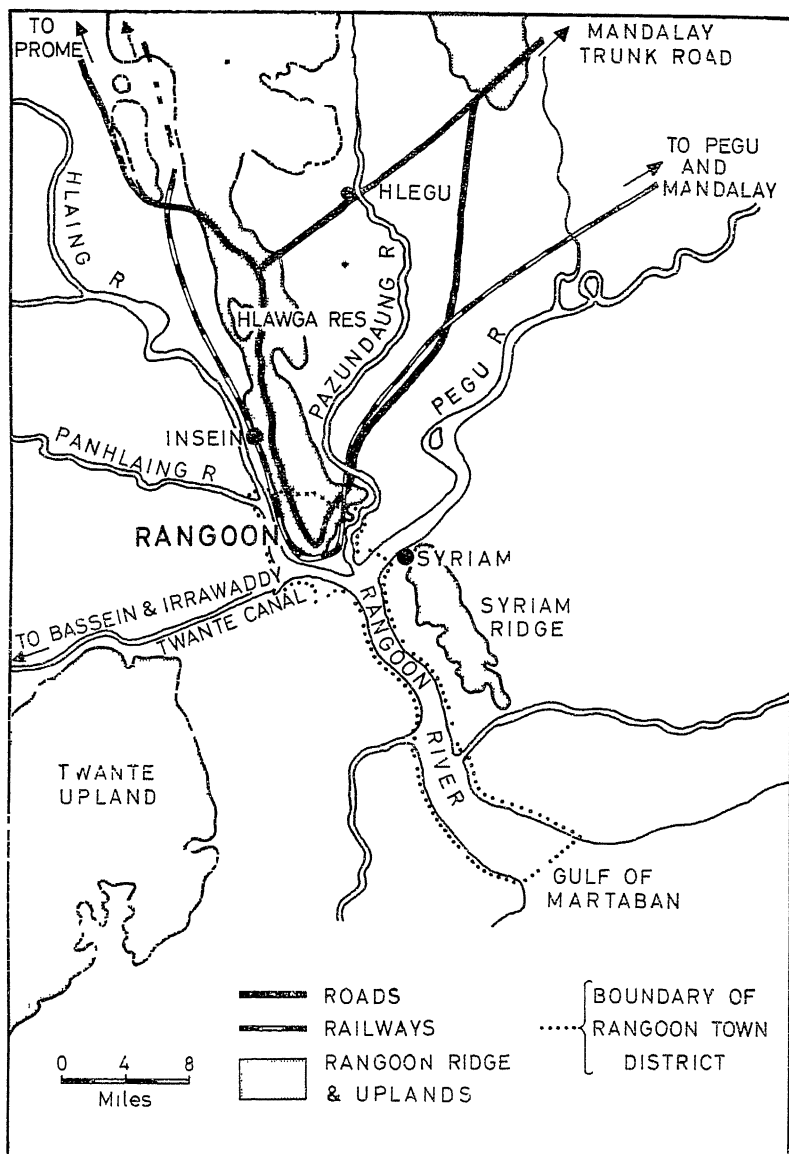 TO
PROME
MANDALAY
TRUNK ROAD
TO PEGU
AND
MANDALAY
HLAING R
HLEGU
HLAWGA RES
PAZUNDAUNG R
PEGU R
INSEIN
PANHLAING R
RANGOON
SYRIAM
SYRIAM
RIDGE
TO BASSEIN & IRRAWADDY
TWANTE CANAL
RANGOON RIVER
TWANTE
UPLAND
GULF OF
MARTABAN
ROADS
RAILWAYS
RANGOON RIDGE
& UPLANDS
BOUNDARY OF
RANGOON TOWN
DISTRICT
0 4 8
Miles